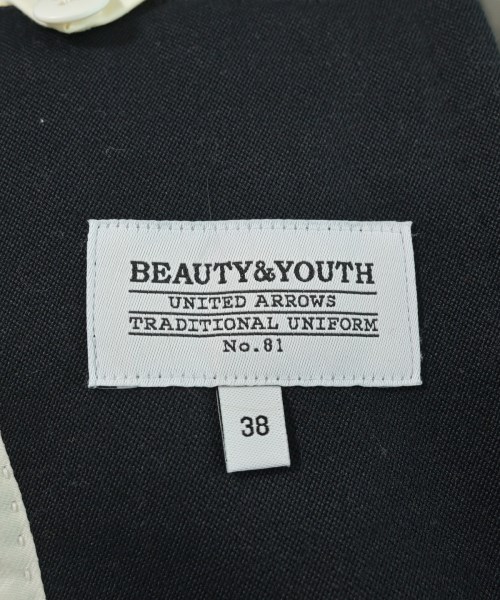 BEAUTY&YOUTH
UNITED ARROWS
TRADITIONAL UNIFORM
No.81
38